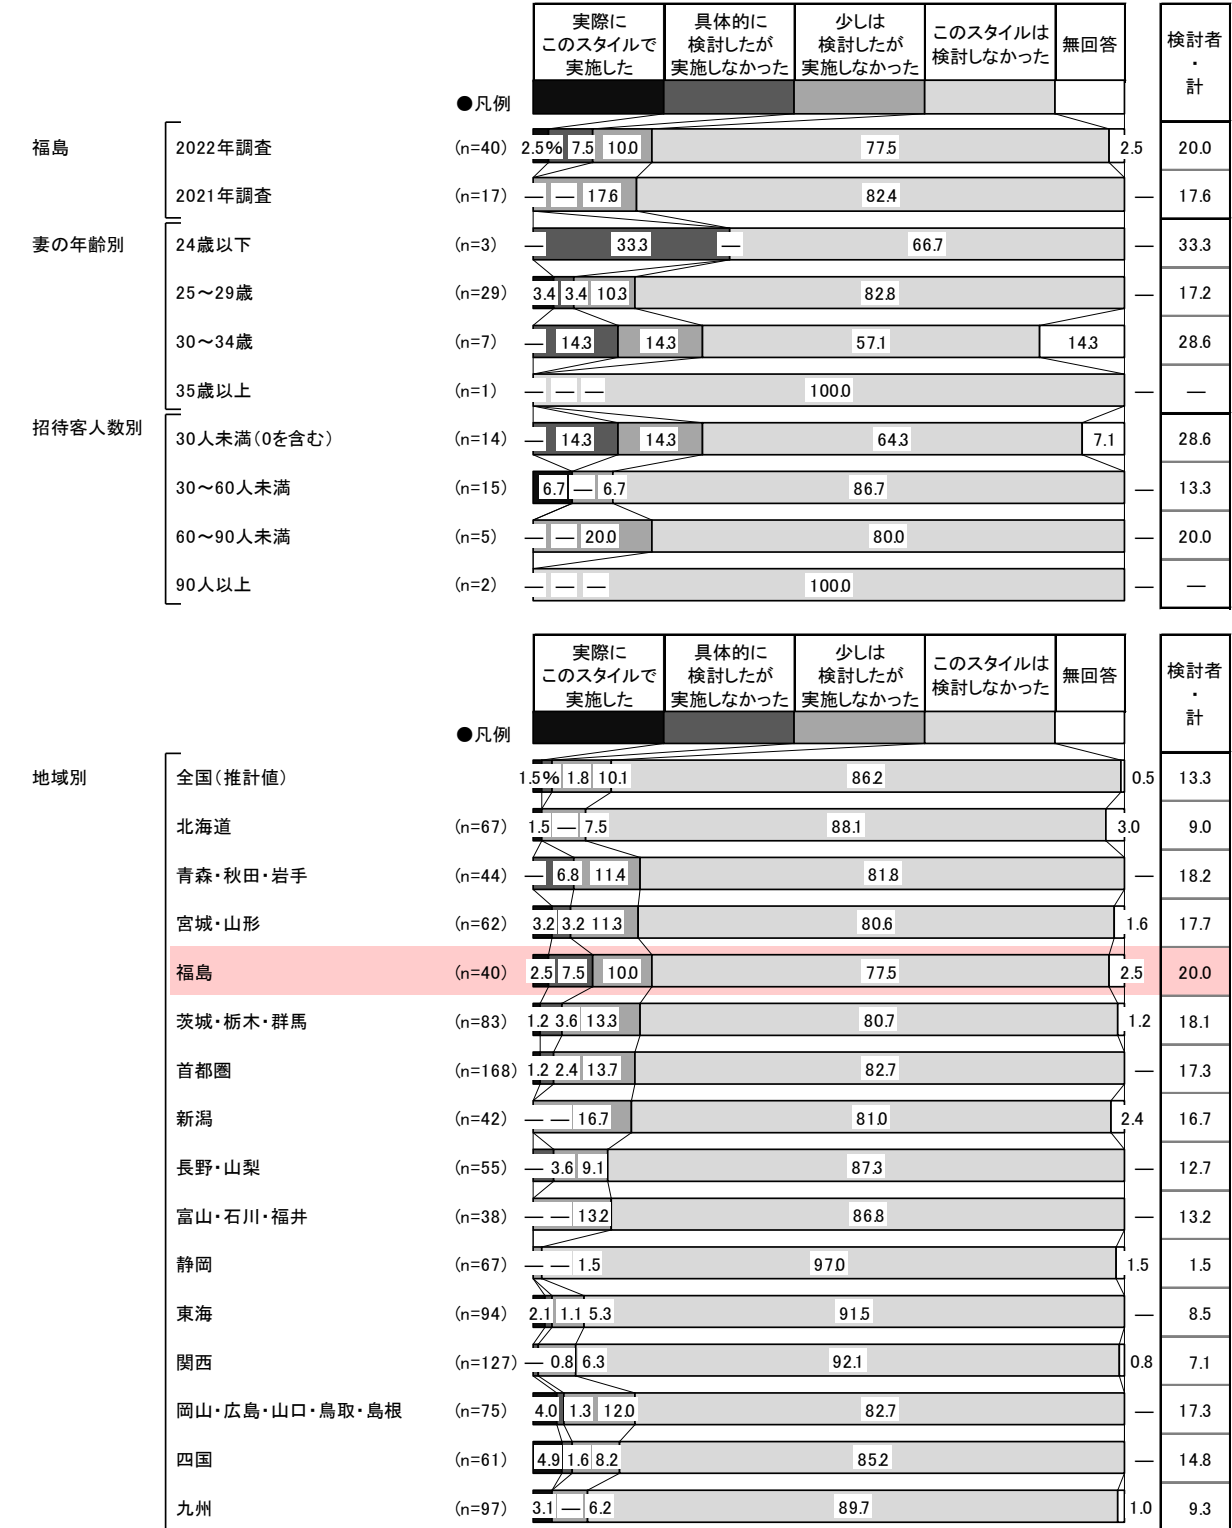 実際に
このスタイルで
実施した
具体的に
検討したが
実施しなかった
少しは
検討したが
実施しなかった
このスタイルは
検討しなかった
無回答
検討者
・
計
●凡例
福島
2022年調査 (n=40) 2.5% 7.5 10.0 77.5 2.5 20.0
2021年調査 (n=17) — — 17.6 82.4 — 17.6
妻の年齢別
24歳以下 (n=3) — 33.3 — 66.7 — 33.3
25～29歳 (n=29) 3.4 3.4 10.3 82.8 — 17.2
30～34歳 (n=7) — 14.3 14.3 57.1 14.3 28.6
35歳以上 (n=1) — — — 100.0 — —
招待客人数別
30人未満(0を含む) (n=14) — 14.3 14.3 64.3 7.1 28.6
30～60人未満 (n=15) 6.7 — 6.7 86.7 — 13.3
60～90人未満 (n=5) — — 20.0 80.0 — 20.0
90人以上 (n=2) — — — 100.0 — —
実際に
このスタイルで
実施した
具体的に
検討したが
実施しなかった
少しは
検討したが
実施しなかった
このスタイルは
検討しなかった
無回答
検討者
・
計
●凡例
地域別
全国(推計値) 1.5% 1.8 10.1 86.2 0.5 13.3
北海道 (n=67) 1.5 — 7.5 88.1 3.0 9.0
青森・秋田・岩手 (n=44) — 6.8 11.4 81.8 — 18.2
宮城・山形 (n=62) 3.2 3.2 11.3 80.6 1.6 17.7
福島 (n=40) 2.5 7.5 10.0 77.5 2.5 20.0
茨城・栃木・群馬 (n=83) 1.2 3.6 13.3 80.7 1.2 18.1
首都圏 (n=168) 1.2 2.4 13.7 82.7 — 17.3
新潟 (n=42) — — 16.7 81.0 2.4 16.7
長野・山梨 (n=55) — 3.6 9.1 87.3 — 12.7
富山・石川・福井 (n=38) — — 13.2 86.8 — 13.2
静岡 (n=67) — — 1.5 97.0 1.5 1.5
東海 (n=94) 2.1 1.1 5.3 91.5 — 8.5
関西 (n=127) — 0.8 6.3 92.1 0.8 7.1
岡山・広島・山口・鳥取・島根 (n=75) 4.0 1.3 12.0 82.7 — 17.3
四国 (n=61) 4.9 1.6 8.2 85.2 — 14.8
九州 (n=97) 3.1 — 6.2 89.7 1.0 9.3